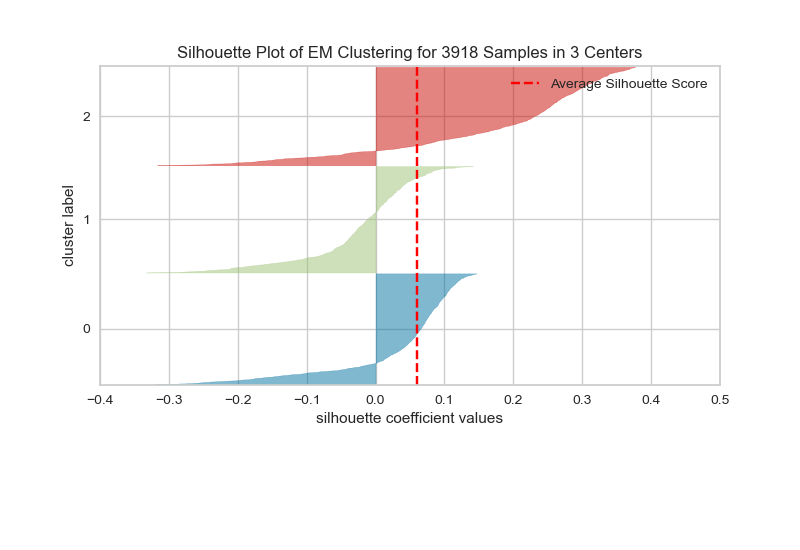 Silhouette Plot of EM Clustering for 3918 Samples in 3 Centers
Average Silhouette Score
cluster label
2
1
0
−0.4 −0.3 −0.2 −0.1 0.0 0.1 0.2 0.3 0.4 0.5
silhouette coefficient values